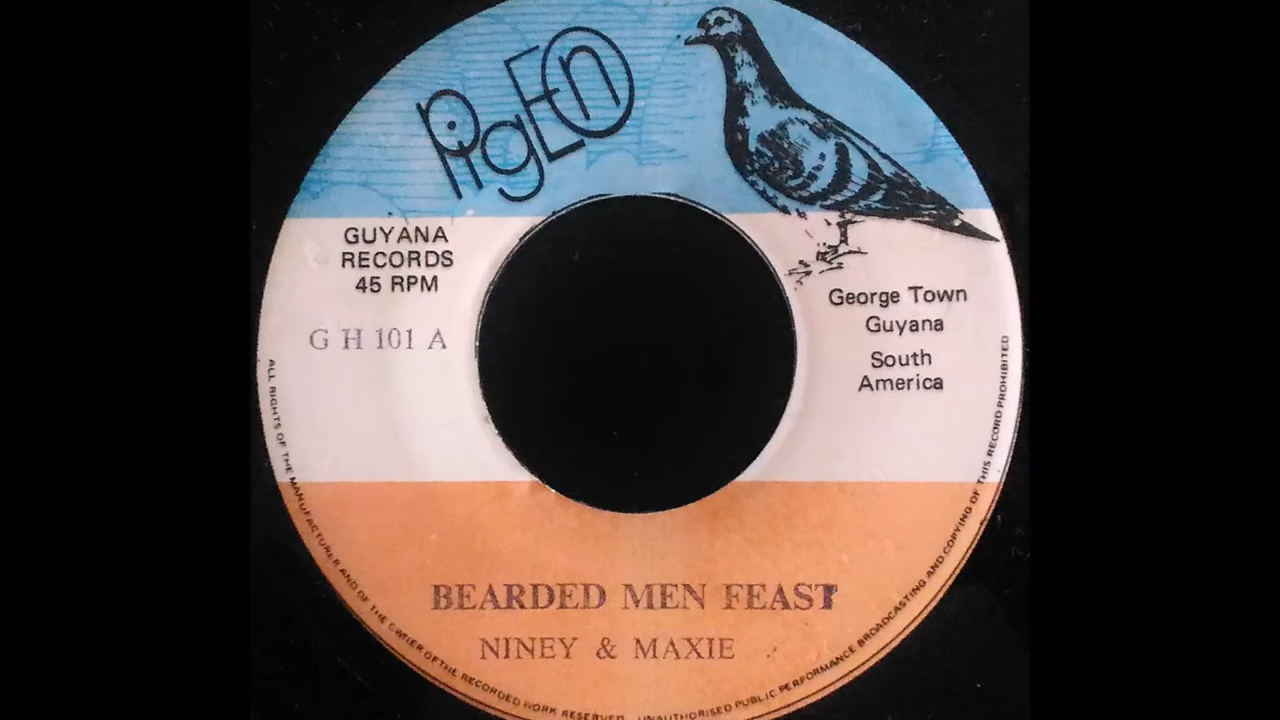 PigEon
GUYANA
RECORDS
45 RPM
G H 101 A
George Town
Guyana
South
America
BEARDED MEN FEAST
NINEY & MAXIE
ALL RIGHTS OF THE MANUFACTURER AND OF THE OWNER OF THE RECORDED WORK RESERVED. UNAUTHORISED PUBLIC PERFORMANCE BROADCASTING AND COPYING OF THIS RECORD PROHIBITED